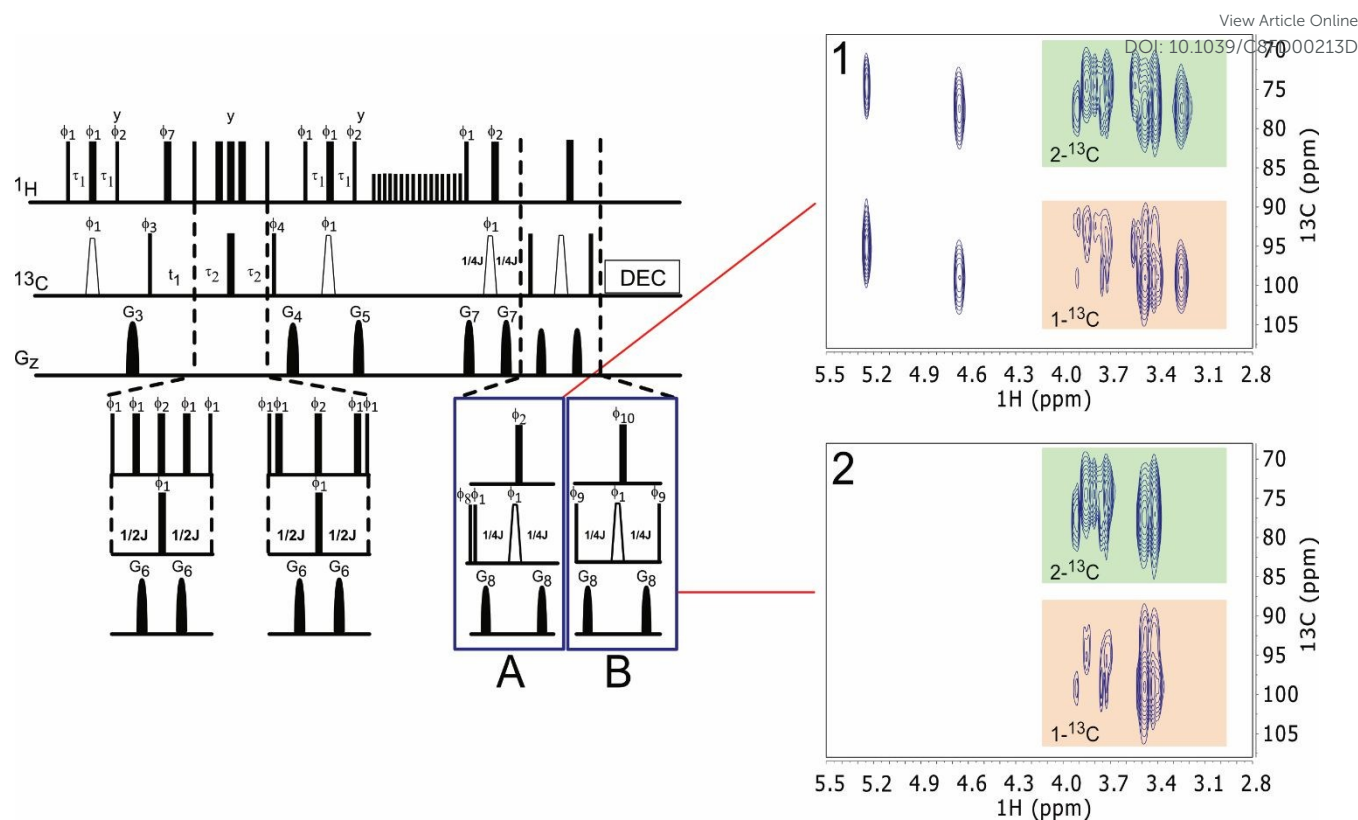 View Article Online
DOI: 10.1039/C8FD00213D
y y y
ϕ1 ϕ1 ϕ2 ϕ7 ϕ1 ϕ1 ϕ2 ϕ1 ϕ2
1H τ1 τ1 τ1 τ1
ϕ1 ϕ3 ϕ4 ϕ1 ϕ1
13C t1 τ2 τ2 1/4J 1/4J DEC
G3 G4 G5 G7 G7
Gz
ϕ1 ϕ1 ϕ2 ϕ1 ϕ1
ϕ1
1/2J 1/2J
G6 G6
ϕ1ϕ1 ϕ2 ϕ1ϕ1
ϕ1
1/2J 1/2J
G6 G6
ϕ2
ϕ8ϕ1 ϕ1
1/4J 1/4J
G8 G8
A
ϕ10
ϕ9 ϕ1 ϕ9
1/4J 1/4J
G8 G8
B
1
2-13C
1-13C
70
75
80
85
90
95
100
105
13C (ppm)
5.5 5.2 4.9 4.6 4.3 4.0 3.7 3.4 3.1 2.8
1H (ppm)
2
2-13C
1-13C
70
75
80
85
90
95
100
105
13C (ppm)
5.5 5.2 4.9 4.6 4.3 4.0 3.7 3.4 3.1 2.8
1H (ppm)